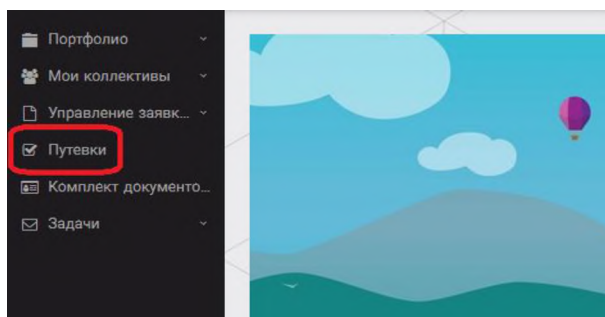 Портфолио
Мои коллективы
Управление заявк...
Путевки
Комплект документо...
Задачи